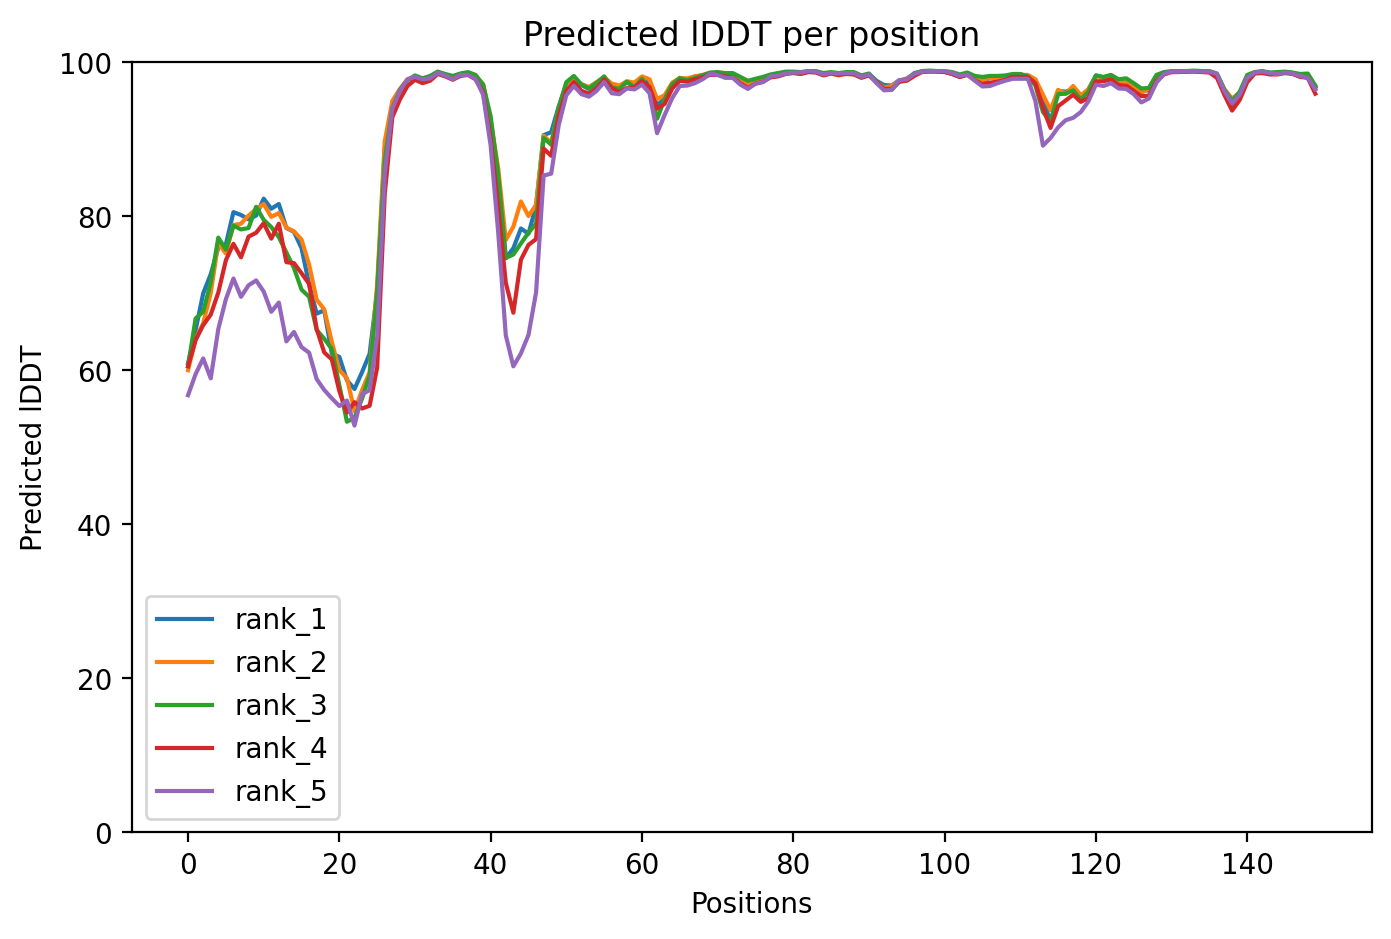 Predicted lDDT per position
Predicted lDDT
100
80
60
40
20
0
rank_1
rank_2
rank_3
rank_4
rank_5
0 20 40 60 80 100 120 140
Positions